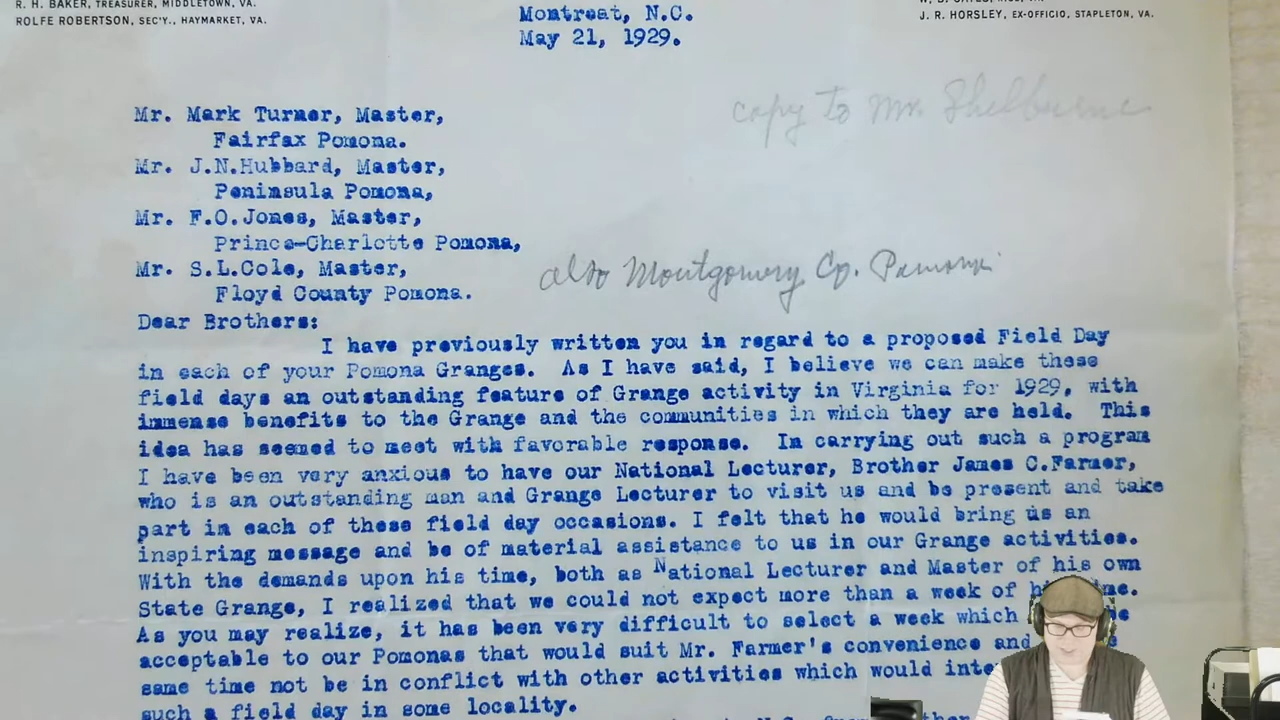 R. H. BAKER, TREASURER, MIDDLETOWN, VA.
ROLFE ROBERTSON, SEC'Y., HAYMARKET, VA.
J. R. HORSLEY, EX-OFFICIO, STAPLETON, VA.
Montreat, N.C.
May 21, 1929.
copy to Mr. Shelburne
Mr. Mark Turner, Master,
Fairfax Pomona.
Mr. J.N.Hubbard, Master,
Peninsula Pomona,
Mr. F.O.Jones, Master,
Prince-Charlotte Pomona,
Mr. S.L.Cole, Master,
Floyd County Pomona.
also Montgomery Co. Pomona
Dear Brothers:
I have previously written you in regard to a proposed Field Day
in each of your Pomona Granges. As I have said, I believe we can make these
field days an outstanding feature of Grange activity in Virginia for 1929, with
immense benefits to the Grange and the communities in which they are held. This
idea has seemed to meet with favorable response. In carrying out such a program
I have been very anxious to have our National Lecturer, Brother James C.Farmer,
who is an outstanding man and Grange Lecturer to visit us and be present and take
part in each of these field day occasions. I felt that he would bring us an
inspiring message and be of material assistance to us in our Grange activities.
With the demands upon his time, both as National Lecturer and Master of his own
State Grange, I realized that we could not expect more than a week of
As you may realize, it has been very difficult to select a week which
acceptable to our Pomonas that would suit Mr. Farmer's convenience and
same time not be in conflict with other activities which would
such a field day in some locality.